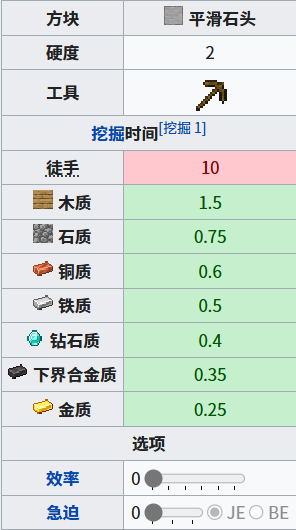 方块 平滑石头
硬度 2
工具
挖掘时间[挖掘 1]
徒手 10
木质 1.5
石质 0.75
铜质 0.6
铁质 0.5
钻石质 0.4
下界合金质 0.35
金质 0.25
选项
效率 0
急迫 0 JE BE